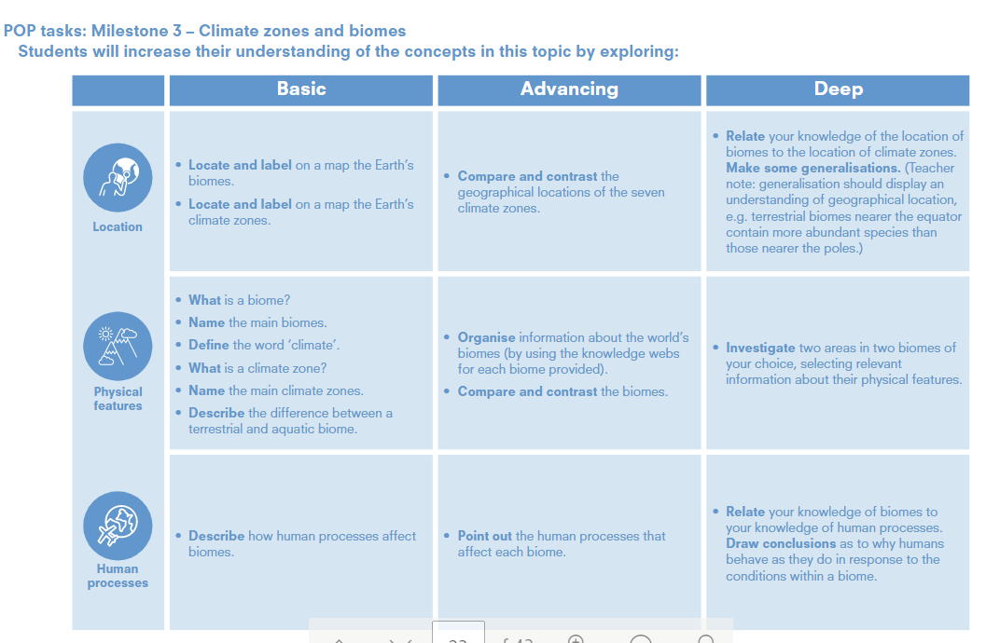 POP tasks: Milestone 3 – Climate zones and biomes
Students will increase their understanding of the concepts in this topic by exploring:
Basic
Advancing
Deep
Location
• Locate and label on a map the Earth's
biomes.
• Locate and label on a map the Earth's
climate zones.
• Compare and contrast the
geographical locations of the seven
climate zones.
• Relate your knowledge of the location of
biomes to the location of climate zones.
Make some generalisations. (Teacher
note: generalisation should display an
understanding of geographical location,
e.g. terrestrial biomes nearer the equator
contain more abundant species than
those nearer the poles.)
Physical
features
• What is a biome?
• Name the main biomes.
• Define the word 'climate'.
• What is a climate zone?
• Name the main climate zones.
• Describe the difference between a
terrestrial and aquatic biome.
• Organise information about the world's
biomes (by using the knowledge webs
for each biome provided).
• Compare and contrast the biomes.
• Investigate two areas in two biomes of
your choice, selecting relevant
information about their physical features.
Human
processes
• Describe how human processes affect
biomes.
• Point out the human processes that
affect each biome.
• Relate your knowledge of biomes to
your knowledge of human processes.
Draw conclusions as to why humans
behave as they do in response to the
conditions within a biome.